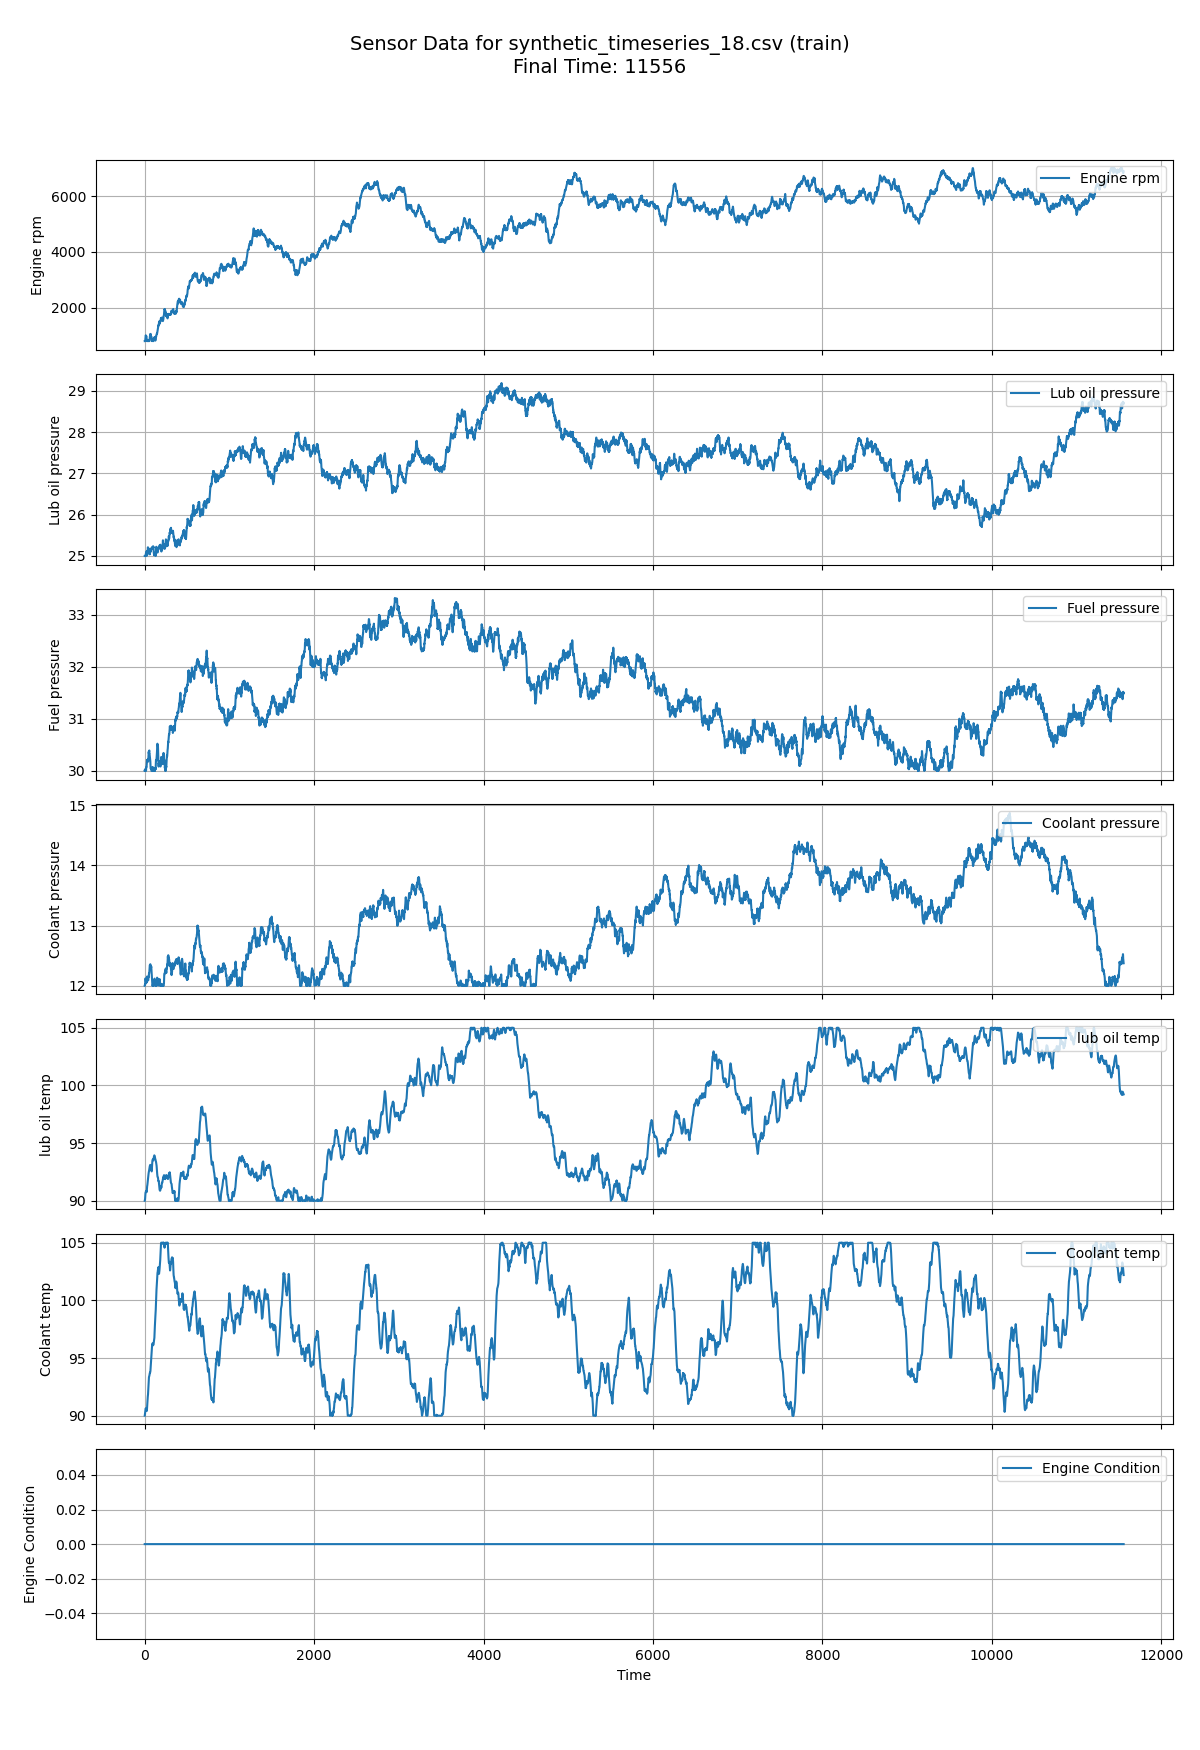 Sensor Data for synthetic_timeseries_18.csv (train)
Final Time: 11556
Engine rpm
6000
4000
2000
Engine rpm
Lub oil pressure
29
28
27
26
25
Lub oil pressure
Fuel pressure
33
32
31
30
Fuel pressure
Coolant pressure
15
14
13
12
Coolant pressure
lub oil temp
105
100
95
90
lub oil temp
Coolant temp
105
100
95
90
Coolant temp
Engine Condition
0.04
0.02
0.00
−0.02
−0.04
Engine Condition
0 2000 4000 6000 8000 10000 12000
Time